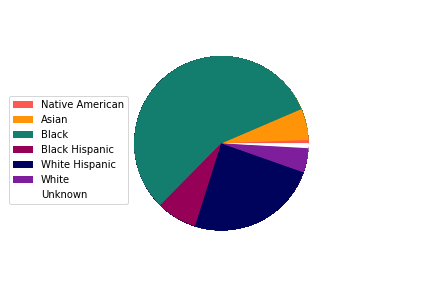 Native American
Asian
Black
Black Hispanic
White Hispanic
White
Unknown